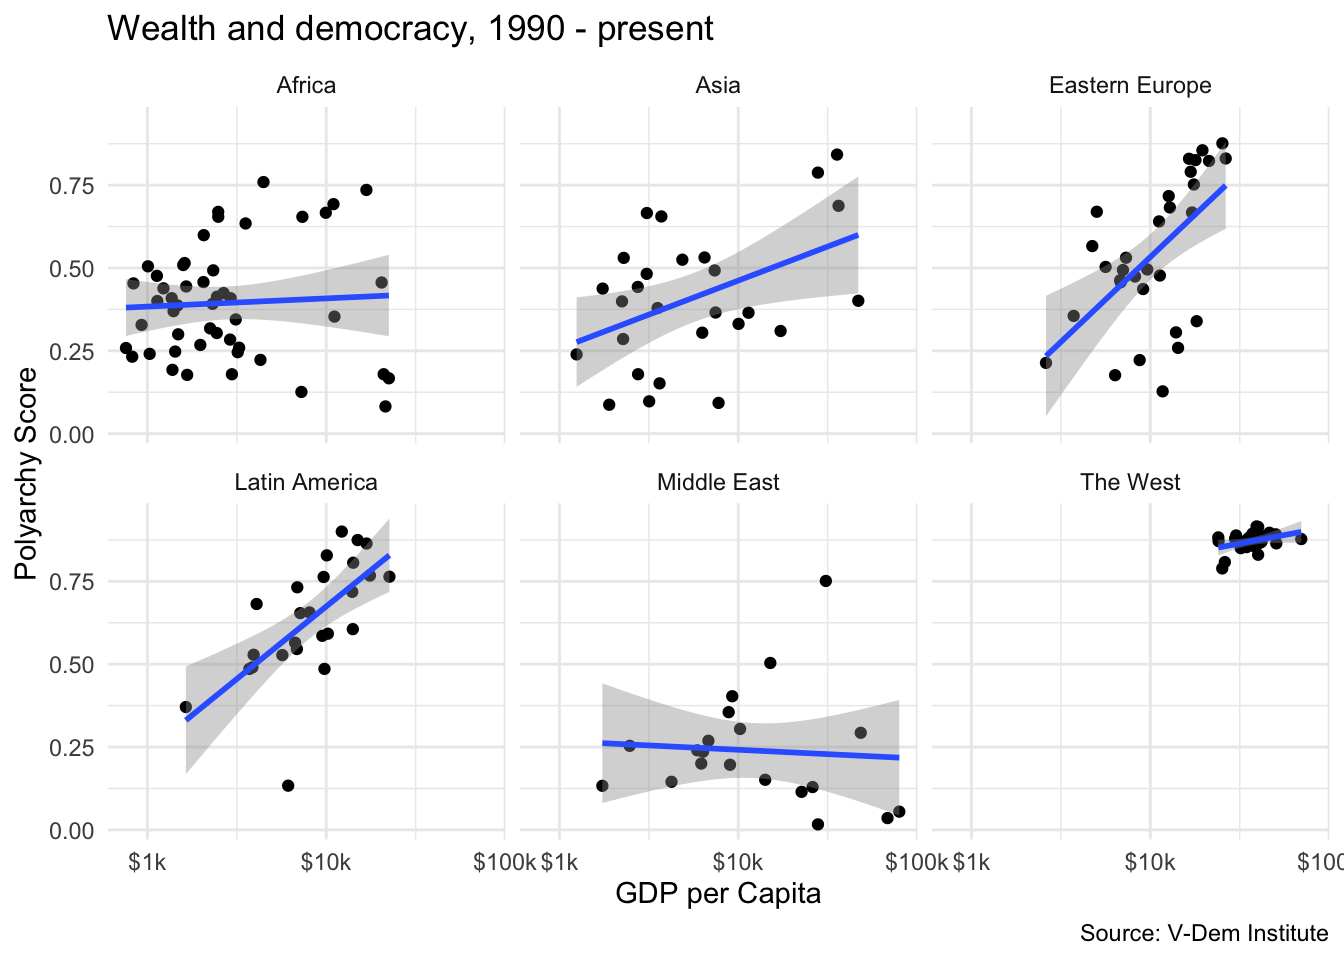 Wealth and democracy, 1990 - present
Africa Asia Eastern Europe
0.75
0.50
0.25
0.00
Latin America Middle East The West
0.75
0.50
0.25
0.00
Polyarchy Score
$1k $10k $100k $1k $10k $100k $1k $10k $100
GDP per Capita
Source: V-Dem Institute